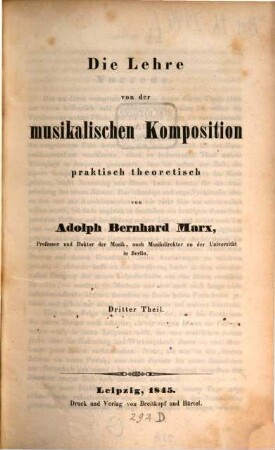 Die Lehre
von der
musikalischen Komposition
praktisch theoretisch
von
Adolph Bernhard Marx,
Professor und Doktor der Musik, auch Musikdirektor an der Universität
in Berlin.
Dritter Theil.
Leipzig, 1845.
Druck und Verlag von Breitkopf und Härtel.
292 D